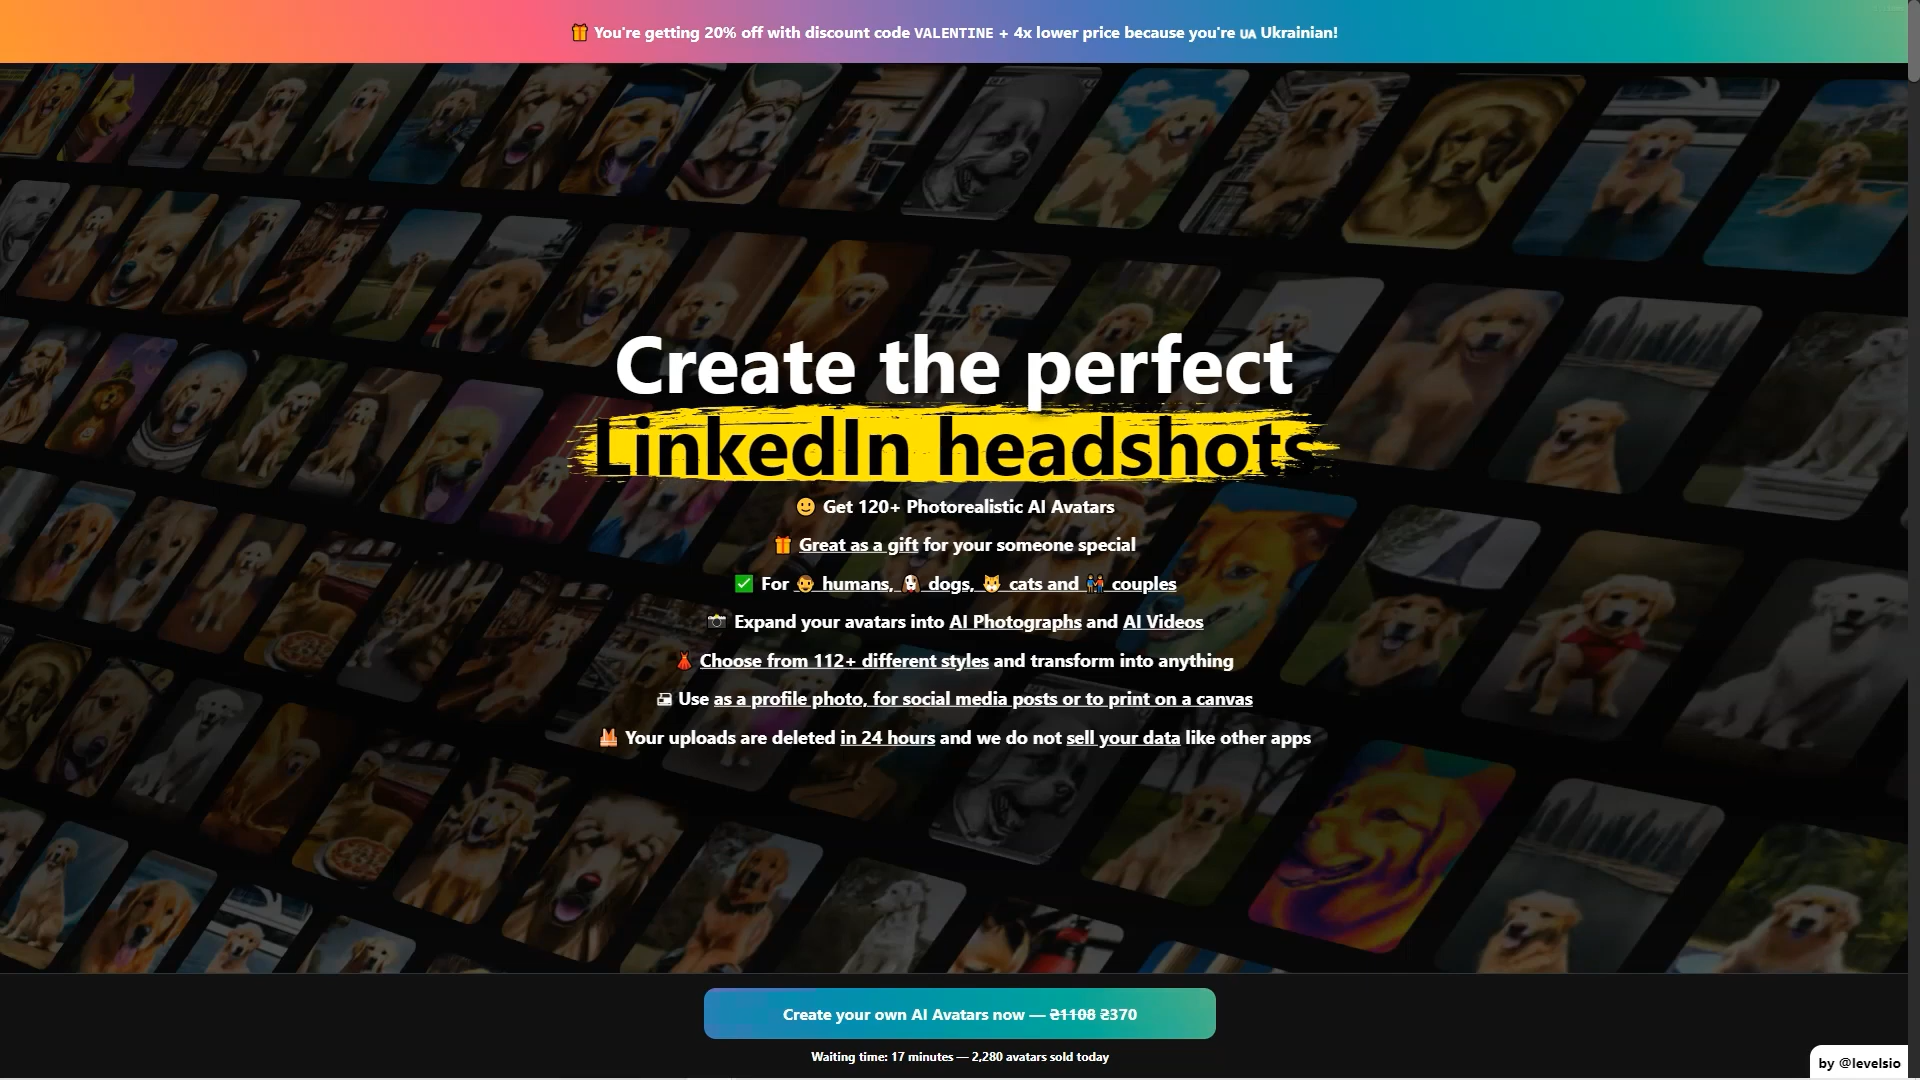 🎁 You're getting 20% off with discount code VALENTINE + 4x lower price because you're UA Ukrainian!
Create the perfect
LinkedIn headshots
🙂 Get 120+ Photorealistic AI Avatars
🎁 Great as a gift for your someone special
✅ For 👨 humans, 🐶 dogs, 🐱 cats and 👫 couples
📸 Expand your avatars into AI Photographs and AI Videos
👗 Choose from 112+ different styles and transform into anything
🖼 Use as a profile photo, for social media posts or to print on a canvas
🦺 Your uploads are deleted in 24 hours and we do not sell your data like other apps
Create your own AI Avatars now — ₴1108 ₴370
Waiting time: 17 minutes — 2,280 avatars sold today
by @levelsio